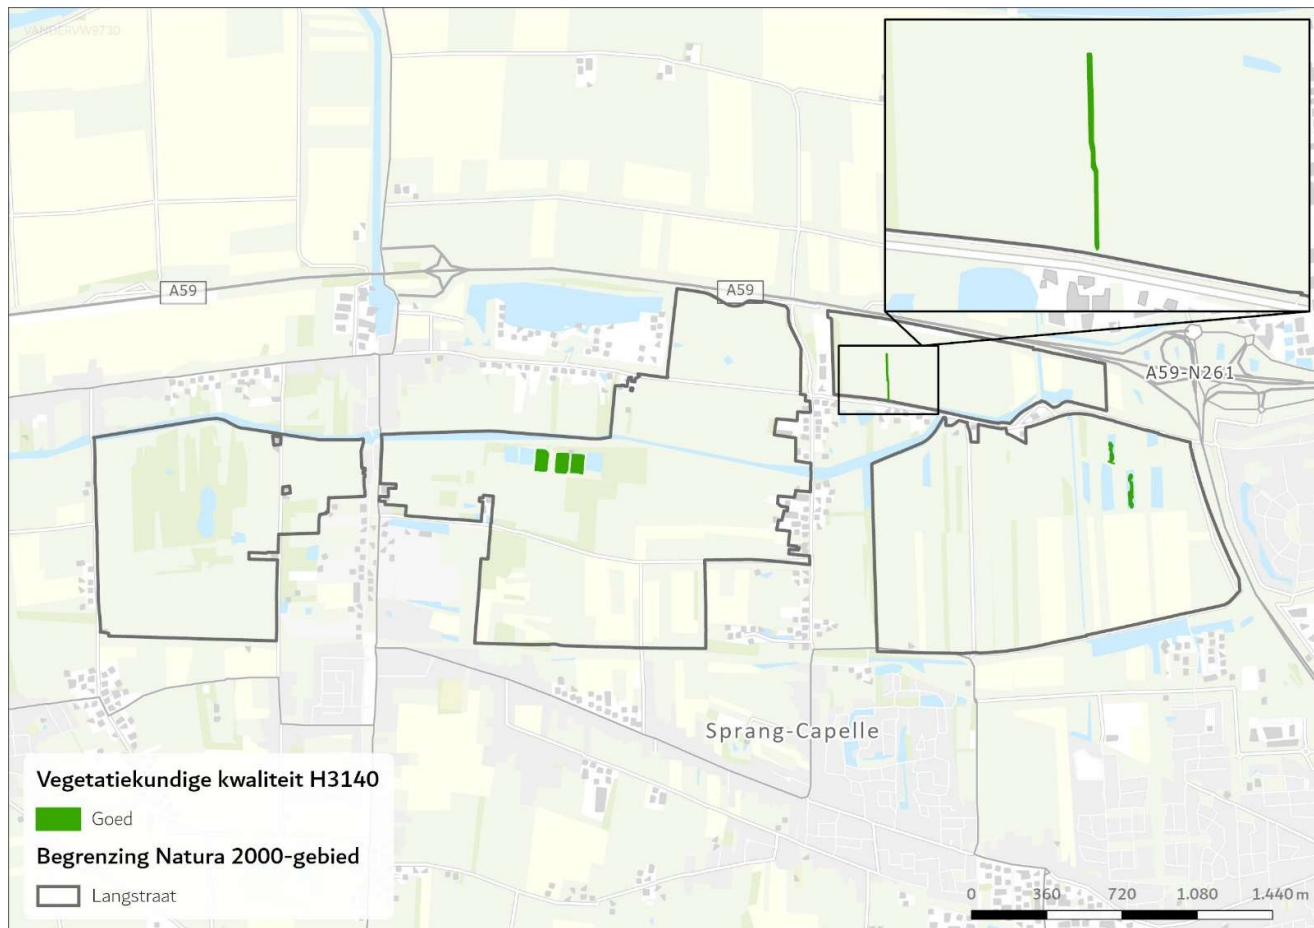 VANDERVW9730
A59
A59
A59-N261
Sprang-Capelle
Vegetatiekundige kwaliteit H3140
Goed
Begrenzing Natura 2000-gebied
Langstraat
0 360 720 1.080 1.440 m